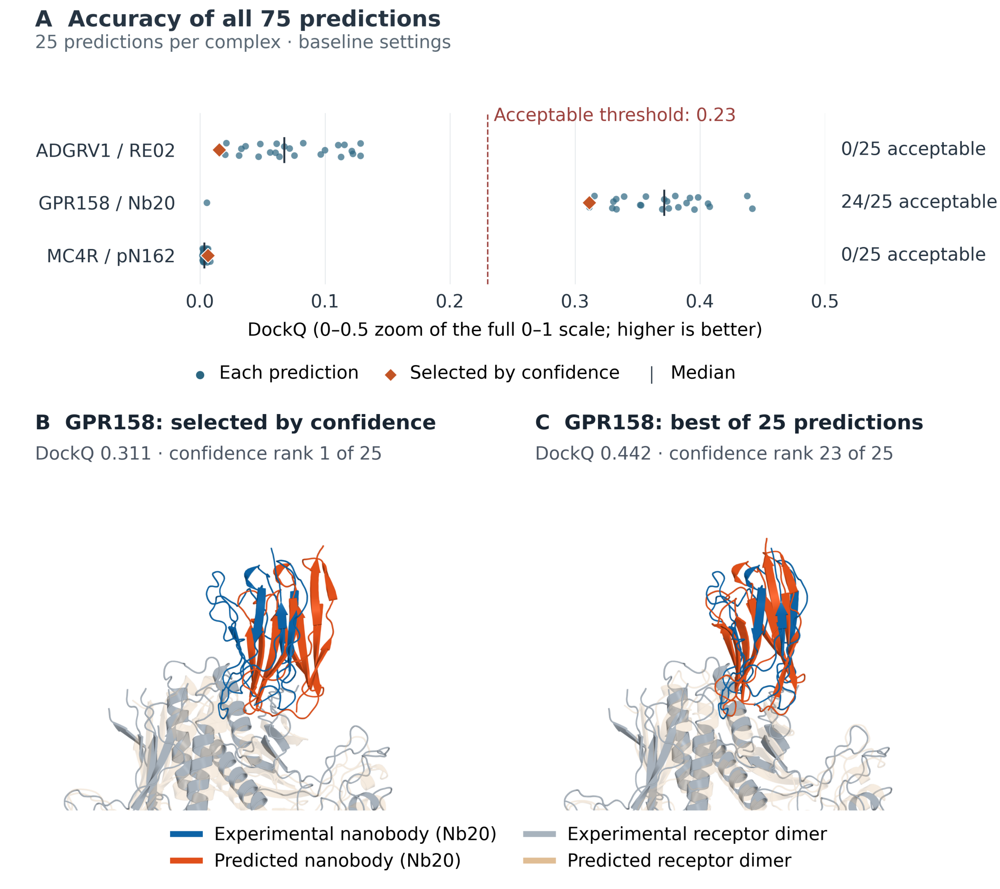 A Accuracy of all 75 predictions
25 predictions per complex · baseline settings
Acceptable threshold: 0.23
ADGRV1 / RE02
0/25 acceptable
GPR158 / Nb20
24/25 acceptable
MC4R / pN162
0/25 acceptable
0.0 0.1 0.2 0.3 0.4 0.5
DockQ (0–0.5 zoom of the full 0–1 scale; higher is better)
Each prediction Selected by confidence Median
B GPR158: selected by confidence
DockQ 0.311 · confidence rank 1 of 25
C GPR158: best of 25 predictions
DockQ 0.442 · confidence rank 23 of 25
Experimental nanobody (Nb20)
Predicted nanobody (Nb20)
Experimental receptor dimer
Predicted receptor dimer